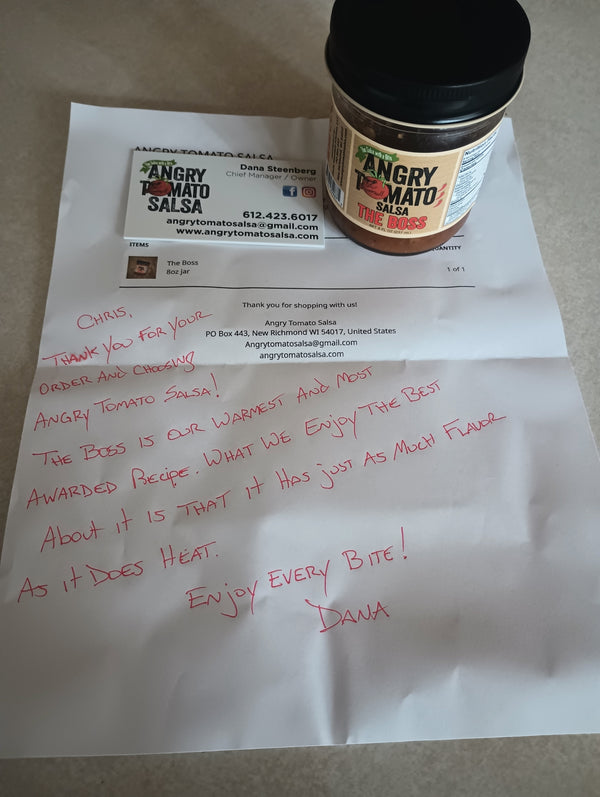 ANGRY TOMATO SALSA
Dana Steenberg
Chief Manager / Owner
ANGRY
TOMATO
SALSA
612.423.6017
angrytomatosalsa@gmail.com
www.angrytomatosalsa.com
ANGRY
TOMATO
SALSA
THE BOSS
ITEMS
QUANTITY
The Boss
8oz jar
1 of 1
Thank you for shopping with us!
Angry Tomato Salsa
PO Box 443, New Richmond WI 54017, United States
Angrytomatosalsa@gmail.com
angrytomatosalsa.com
CHRIS,
THANK YOU FOR YOUR
ORDER AND CHOOSING
ANGRY TOMATO SALSA!
THE BOSS IS OUR WARMEST AND MOST
AWARDED RECIPE. WHAT WE ENJOY THE BEST
ABOUT IT IS THAT IT HAS JUST AS MUCH FLAVOR
AS IT DOES HEAT.
ENJOY EVERY BITE!
DANA